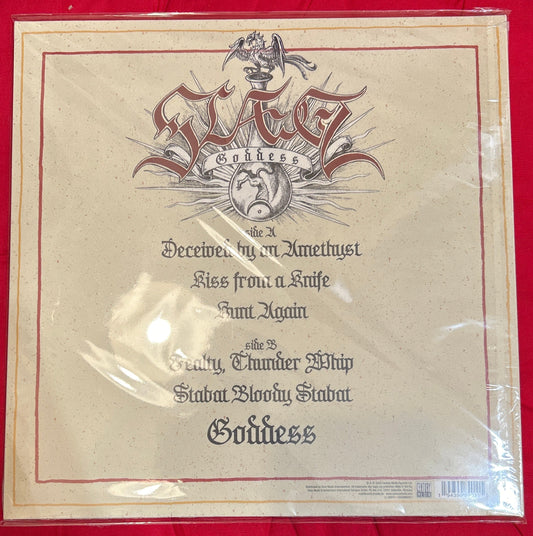 SLÆGT
Goddess
side A
Deceived by an Amethyst
Kiss from a Knife
Hunt Again
side B
Fealty, Thunder Whip
Stabat Bloody Stabat
Goddess